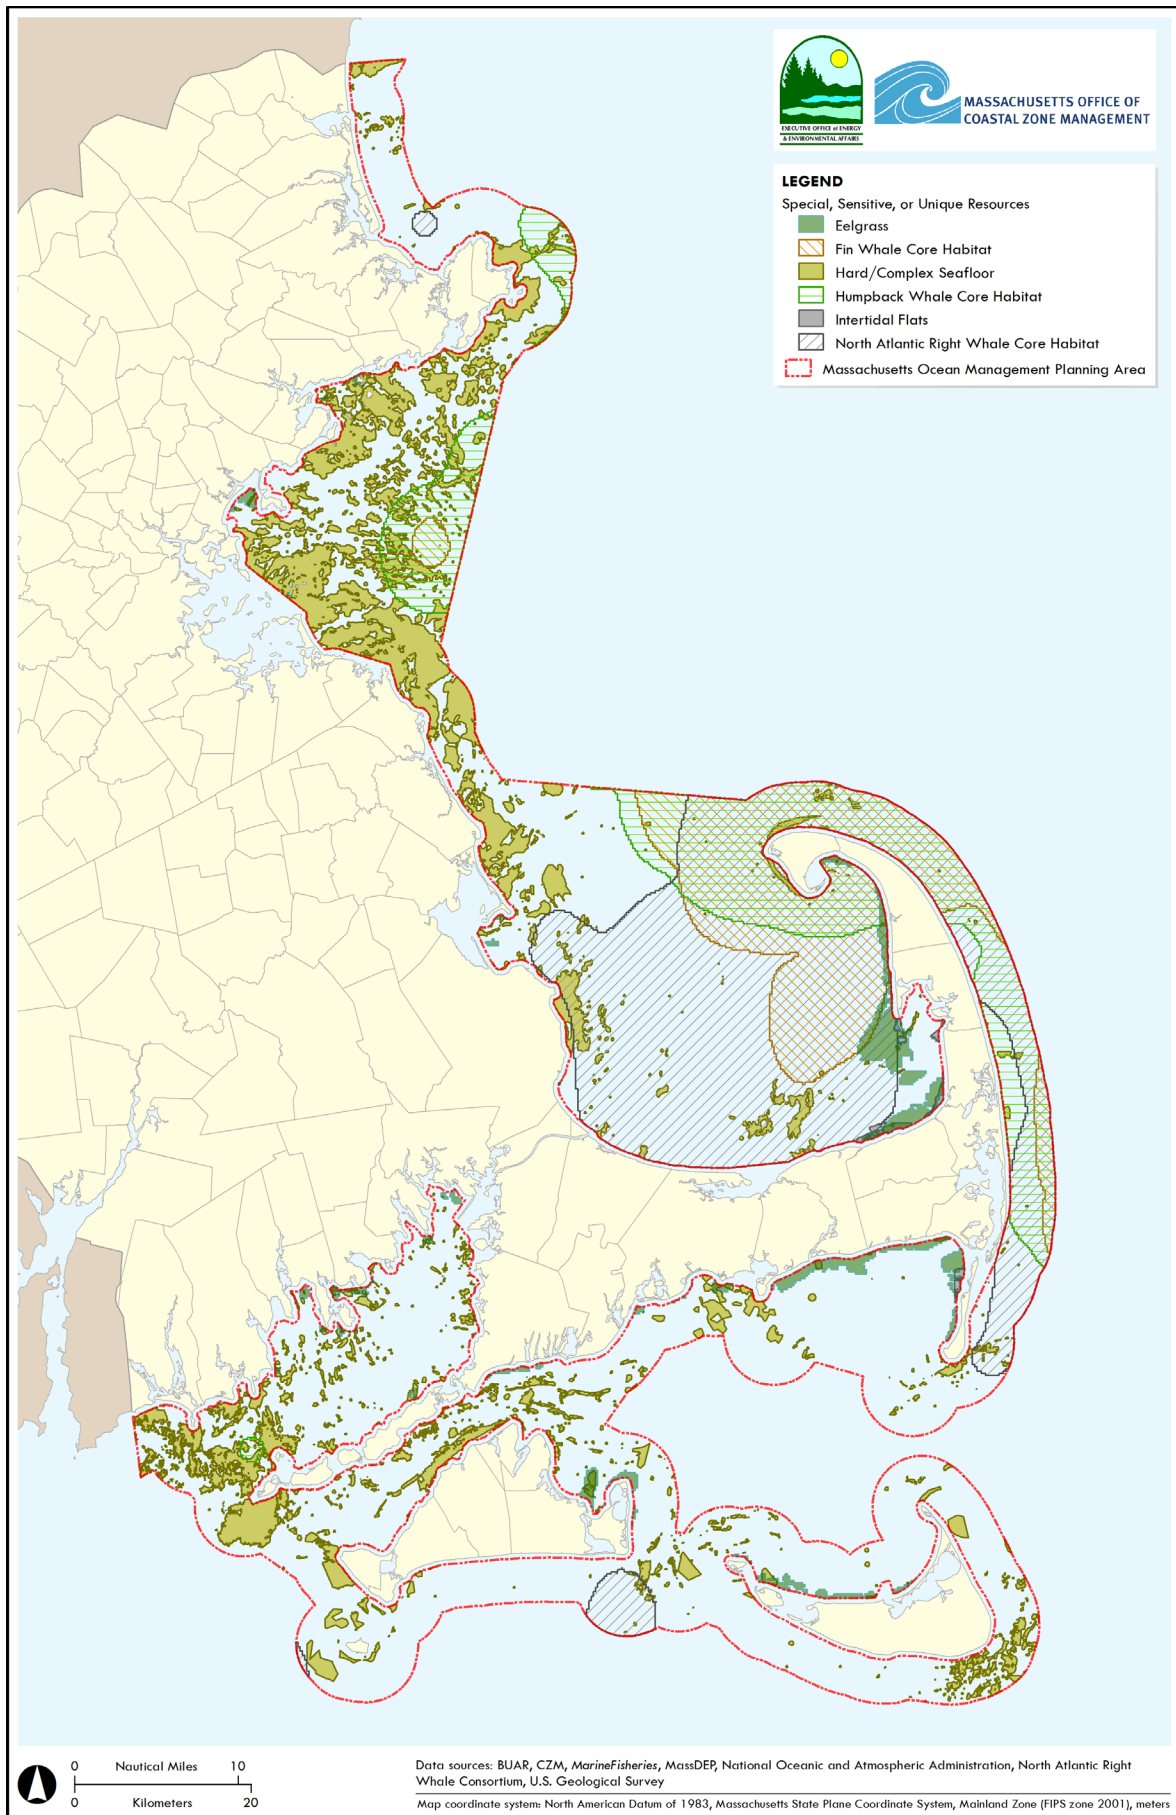 EXECUTIVE OFFICE of ENERGY
& ENVIRONMENTAL AFFAIRS
MASSACHUSETTS OFFICE OF
COASTAL ZONE MANAGEMENT
LEGEND
Special, Sensitive, or Unique Resources
Eelgrass
Fin Whale Core Habitat
Hard/Complex Seafloor
Humpback Whale Core Habitat
Intertidal Flats
North Atlantic Right Whale Core Habitat
Massachusetts Ocean Management Planning Area
0 Nautical Miles 10
0 Kilometers 20
Data sources: BUAR, CZM, MarineFisheries, MassDEP, National Oceanic and Atmospheric Administration, North Atlantic Right
Whale Consortium, U.S. Geological Survey
Map coordinate system: North American Datum of 1983, Massachusetts State Plane Coordinate System, Mainland Zone (FIPS zone 2001), meters